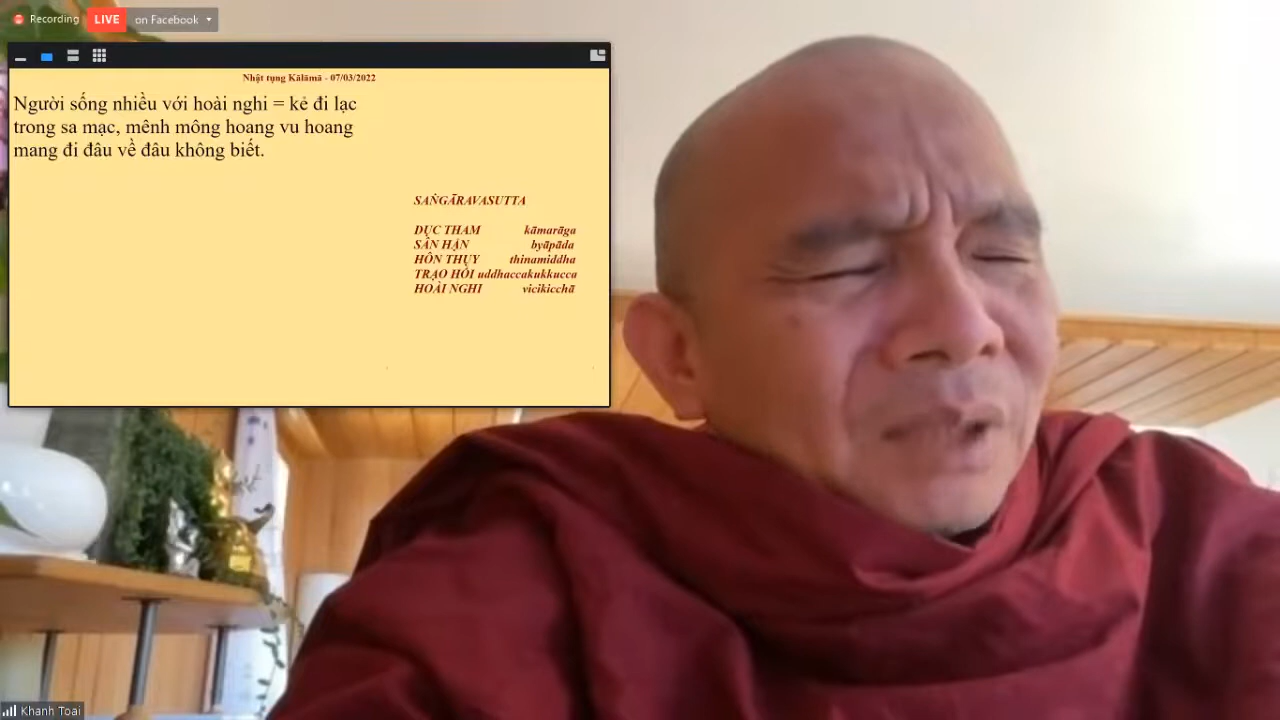 Recording LIVE on Facebook
Nhật tụng Kālāmā - 07/03/2022
Người sống nhiều với hoài nghi = kẻ đi lạc
trong sa mạc, mênh mông hoang vu hoang
mang đi đâu về đâu không biết.
SAṄGĀRAVASUTTA
DỤC THAM kāmarāga
SÂN HẬN byāpāda
HÔN THỤY thinamiddha
TRẠO HỐI uddhaccakukkucca
HOÀI NGHI vicikicchā
Khanh Toai